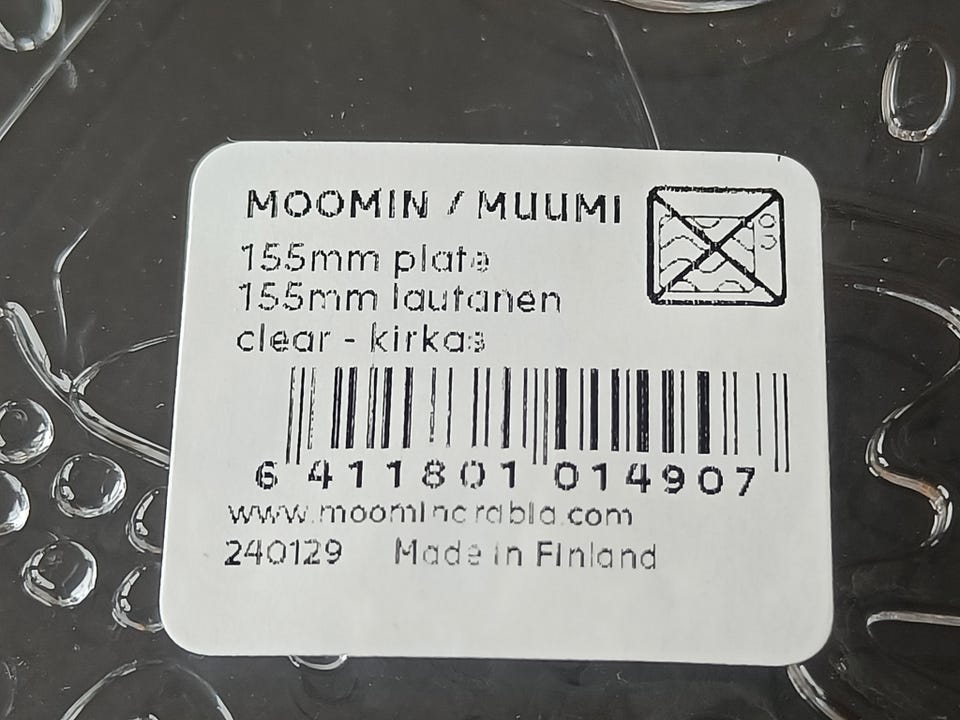 MOOMIN / MUUMI
155mm plate
155mm lautanen
clear - kirkas
6 411801 014907
www.moominarabia.com
240129 Made in Finland